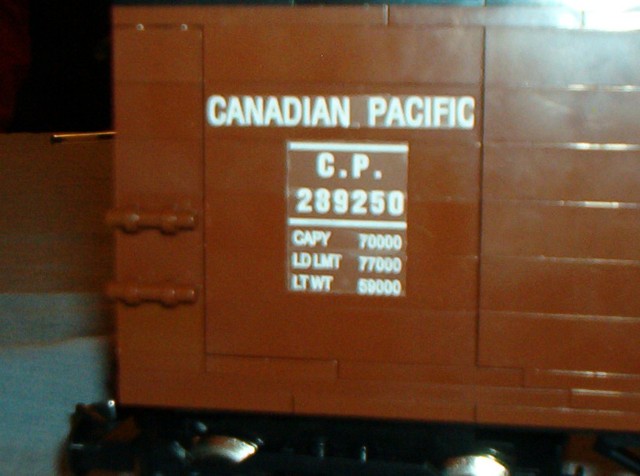 CANADIAN PACIFIC
C.P.
289250
CAPY 70000
LD LMT 77000
LT WT 59000